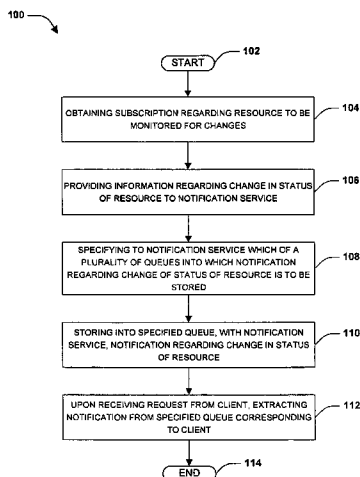 100
START
102
OBTAINING SUBSCRIPTION REGARDING RESOURCE TO BE
MONITORED FOR CHANGES
104
PROVIDING INFORMATION REGARDING CHANGE IN STATUS
OF RESOURCE TO NOTIFICATION SERVICE
106
SPECIFYING TO NOTIFICATION SERVICE WHICH OF A
PLURALITY OF QUEUES INTO WHICH NOTIFICATION
REGARDING CHANGE OF STATUS OF RESOURCE IS TO BE
STORED
108
STORING INTO SPECIFIED QUEUE, WITH NOTIFICATION
SERVICE, NOTIFICATION REGARDING CHANGE IN STATUS
OF RESOURCE
110
UPON RECEIVING REQUEST FROM CLIENT, EXTRACTING
NOTIFICATION FROM SPECIFIED QUEUE CORRESPONDING
TO CLIENT
112
END
114